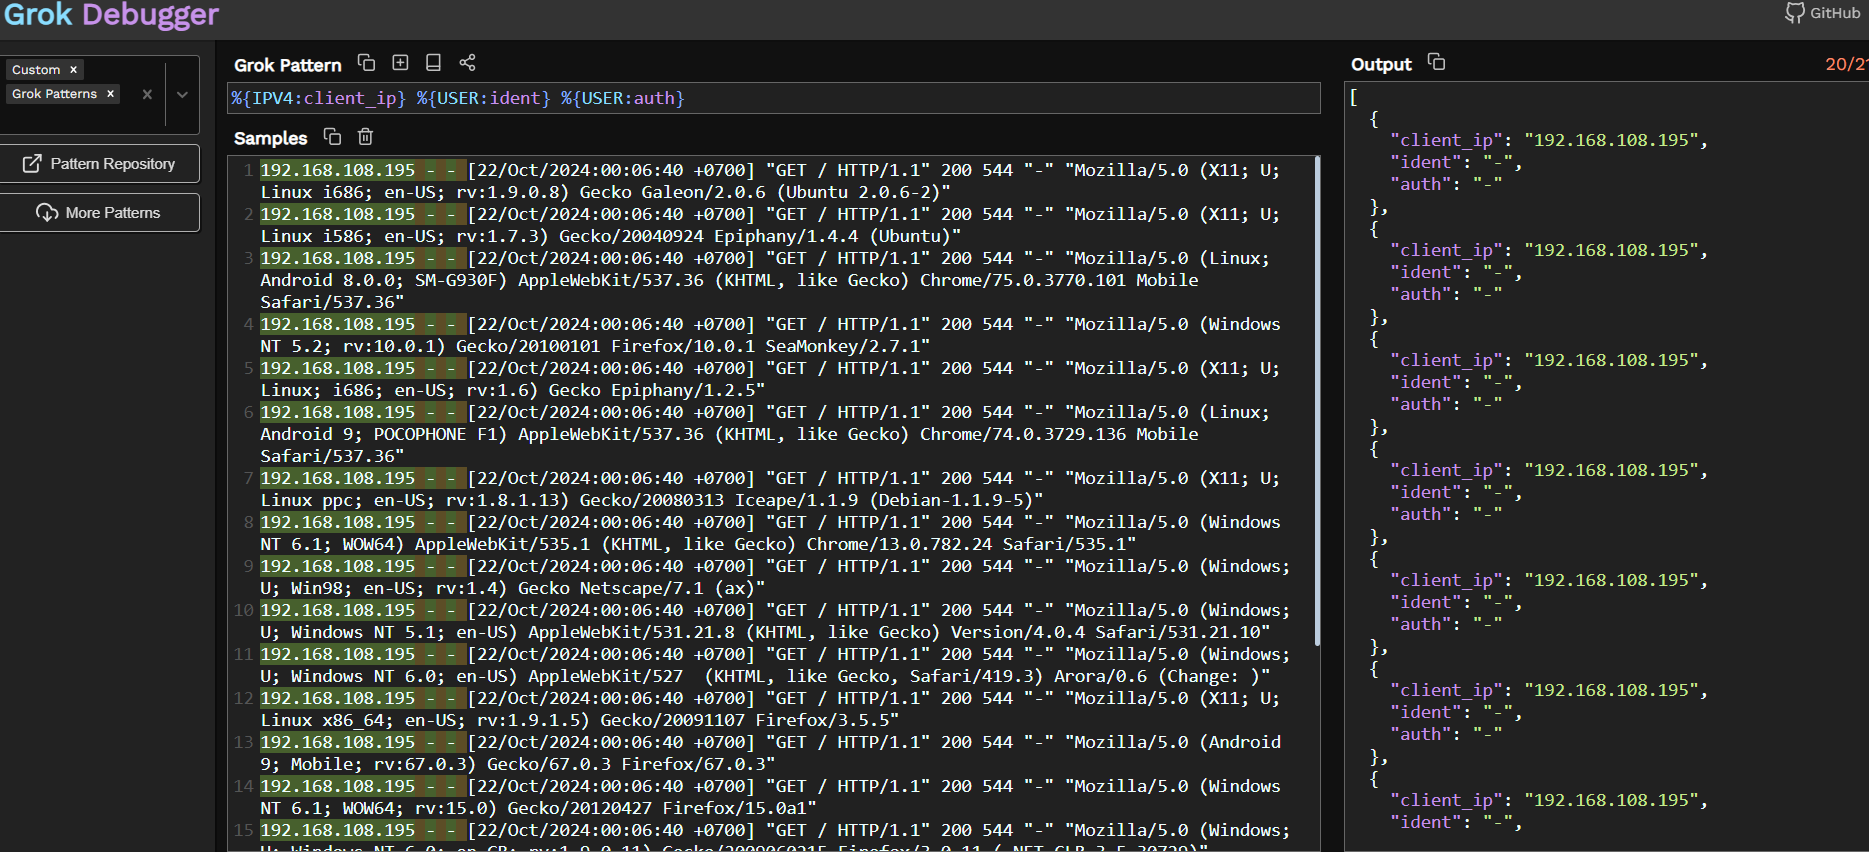 Grok Debugger
GitHub
Custom ×
Grok Patterns ×
Pattern Repository
More Patterns
Grok Pattern
%{IPV4:client_ip} %{USER:ident} %{USER:auth}
Samples
1 192.168.108.195 - - [22/Oct/2024:00:06:40 +0700] "GET / HTTP/1.1" 200 544 "-" "Mozilla/5.0 (X11; U;
Linux i686; en-US; rv:1.9.0.8) Gecko Galeon/2.0.6 (Ubuntu 2.0.6-2)"
2 192.168.108.195 - - [22/Oct/2024:00:06:40 +0700] "GET / HTTP/1.1" 200 544 "-" "Mozilla/5.0 (X11; U;
Linux i586; en-US; rv:1.7.3) Gecko/20040924 Epiphany/1.4.4 (Ubuntu)"
3 192.168.108.195 - - [22/Oct/2024:00:06:40 +0700] "GET / HTTP/1.1" 200 544 "-" "Mozilla/5.0 (Linux;
Android 8.0.0; SM-G930F) AppleWebKit/537.36 (KHTML, like Gecko) Chrome/75.0.3770.101 Mobile
Safari/537.36"
4 192.168.108.195 - - [22/Oct/2024:00:06:40 +0700] "GET / HTTP/1.1" 200 544 "-" "Mozilla/5.0 (Windows
NT 5.2; rv:10.0.1) Gecko/20100101 Firefox/10.0.1 SeaMonkey/2.7.1"
5 192.168.108.195 - - [22/Oct/2024:00:06:40 +0700] "GET / HTTP/1.1" 200 544 "-" "Mozilla/5.0 (X11; U;
Linux; i686; en-US; rv:1.6) Gecko Epiphany/1.2.5"
6 192.168.108.195 - - [22/Oct/2024:00:06:40 +0700] "GET / HTTP/1.1" 200 544 "-" "Mozilla/5.0 (Linux;
Android 9; POCOPHONE F1) AppleWebKit/537.36 (KHTML, like Gecko) Chrome/74.0.3729.136 Mobile
Safari/537.36"
7 192.168.108.195 - - [22/Oct/2024:00:06:40 +0700] "GET / HTTP/1.1" 200 544 "-" "Mozilla/5.0 (X11; U;
Linux ppc; en-US; rv:1.8.1.13) Gecko/20080313 Iceape/1.1.9 (Debian-1.1.9-5)"
8 192.168.108.195 - - [22/Oct/2024:00:06:40 +0700] "GET / HTTP/1.1" 200 544 "-" "Mozilla/5.0 (Windows
NT 6.1; WOW64) AppleWebKit/535.1 (KHTML, like Gecko) Chrome/13.0.782.24 Safari/535.1"
9 192.168.108.195 - - [22/Oct/2024:00:06:40 +0700] "GET / HTTP/1.1" 200 544 "-" "Mozilla/5.0 (Windows;
U; Win98; en-US; rv:1.4) Gecko Netscape/7.1 (ax)"
10 192.168.108.195 - - [22/Oct/2024:00:06:40 +0700] "GET / HTTP/1.1" 200 544 "-" "Mozilla/5.0 (Windows;
U; Windows NT 5.1; en-US) AppleWebKit/531.21.8 (KHTML, like Gecko) Version/4.0.4 Safari/531.21.10"
11 192.168.108.195 - - [22/Oct/2024:00:06:40 +0700] "GET / HTTP/1.1" 200 544 "-" "Mozilla/5.0 (Windows;
U; Windows NT 6.0; en-US) AppleWebKit/527  (KHTML, like Gecko, Safari/419.3) Arora/0.6 (Change: )"
12 192.168.108.195 - - [22/Oct/2024:00:06:40 +0700] "GET / HTTP/1.1" 200 544 "-" "Mozilla/5.0 (X11; U;
Linux x86_64; en-US; rv:1.9.1.5) Gecko/20091107 Firefox/3.5.5"
13 192.168.108.195 - - [22/Oct/2024:00:06:40 +0700] "GET / HTTP/1.1" 200 544 "-" "Mozilla/5.0 (Android
9; Mobile; rv:67.0.3) Gecko/67.0.3 Firefox/67.0.3"
14 192.168.108.195 - - [22/Oct/2024:00:06:40 +0700] "GET / HTTP/1.1" 200 544 "-" "Mozilla/5.0 (Windows
NT 6.1; WOW64; rv:15.0) Gecko/20120427 Firefox/15.0a1"
15 192.168.108.195 - - [22/Oct/2024:00:06:40 +0700] "GET / HTTP/1.1" 200 544 "-" "Mozilla/5.0 (Windows;
Output
20/21
[
{
"client_ip": "192.168.108.195",
"ident": "-",
"auth": "-"
},
{
"client_ip": "192.168.108.195",
"ident": "-",
"auth": "-"
},
{
"client_ip": "192.168.108.195",
"ident": "-",
"auth": "-"
},
{
"client_ip": "192.168.108.195",
"ident": "-",
"auth": "-"
},
{
"client_ip": "192.168.108.195",
"ident": "-",
"auth": "-"
},
{
"client_ip": "192.168.108.195",
"ident": "-",
"auth": "-"
},
{
"client_ip": "192.168.108.195",
"ident": "-",